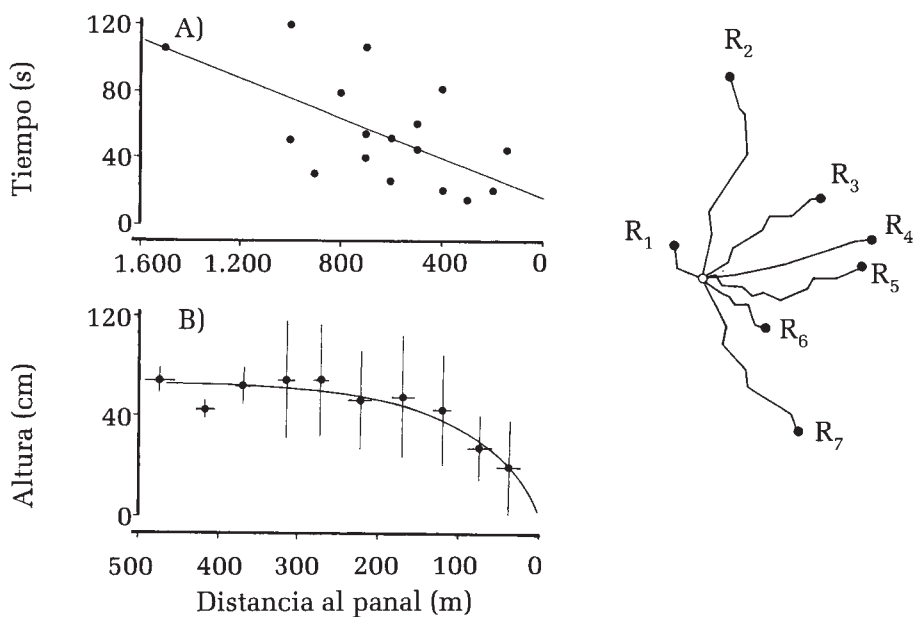 A)
Tiempo (s)
120
80
40
0
1.600
1.200
800
400
0
B)
Altura (cm)
120
40
0
500
400
300
200
100
0
Distancia al panal (m)
R2
R3
R4
R1
R5
R6
R7